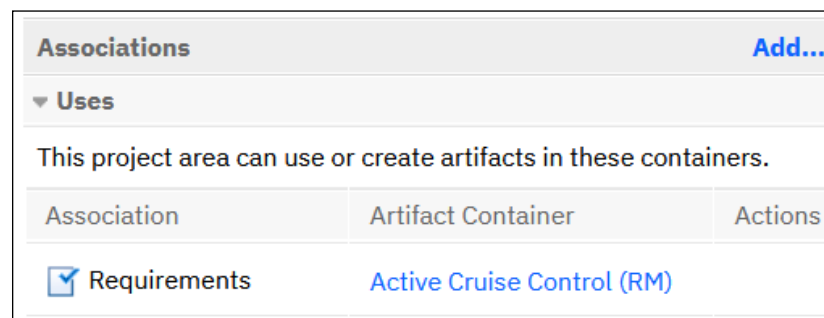 Associations Add...
Uses
This project area can use or create artifacts in these containers.
Association Artifact Container Actions
Requirements Active Cruise Control (RM)